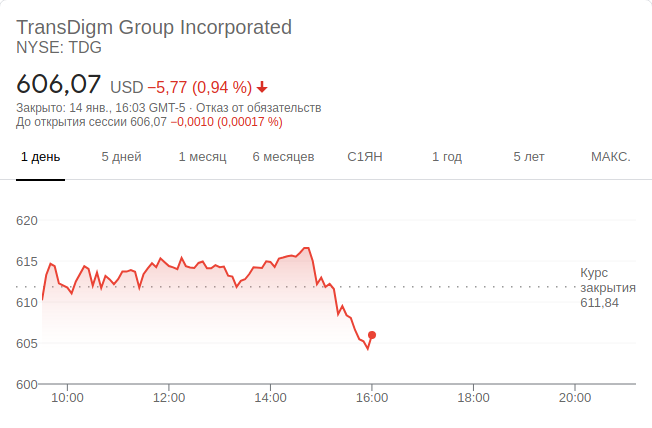 TransDigm Group Incorporated
NYSE: TDG
606,07 USD −5,77 (0,94 %)
Закрыто: 14 янв., 16:03 GMT-5 · Отказ от обязательств
До открытия сессии 606,07 −0,0010 (0,00017 %)
1 день 5 дней 1 месяц 6 месяцев С1ЯН 1 год 5 лет МАКС.
620
615
610
605
600
Курс
закрытия
611,84
10:00 12:00 14:00 16:00 18:00 20:00